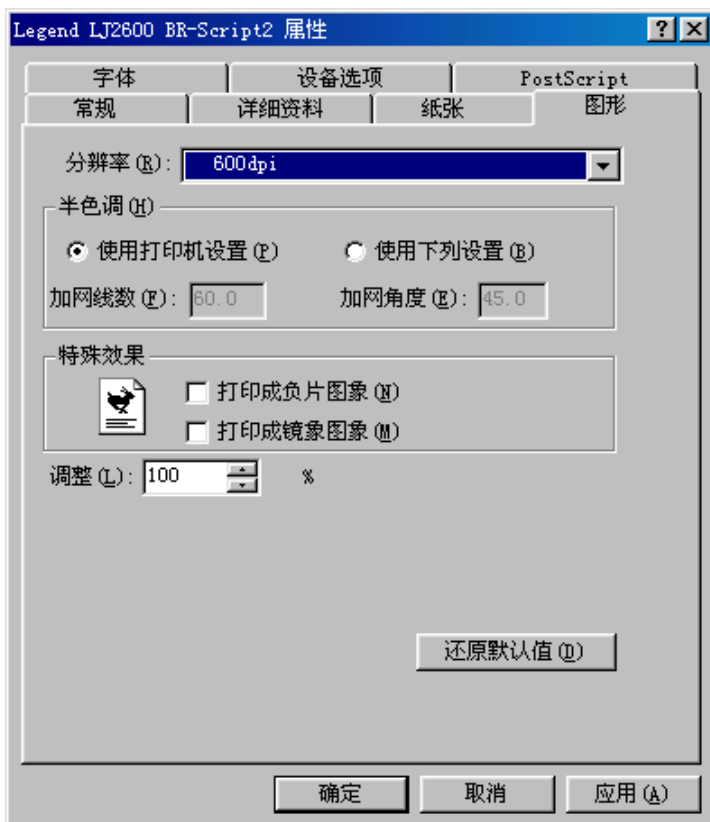 Legend LJ2600 BR-Script2 属性
字体 设备选项 PostScript
常规 详细资料 纸张 图形
分辨率(R): 600dpi
半色调(H)
使用打印机设置(P) 使用下列设置(B)
加网线数(F): 60.0 加网角度(E): 45.0
特殊效果
打印成负片图象(N)
打印成镜象图象(M)
调整(L): 100 %
还原默认值(D)
确定 取消 应用(A)